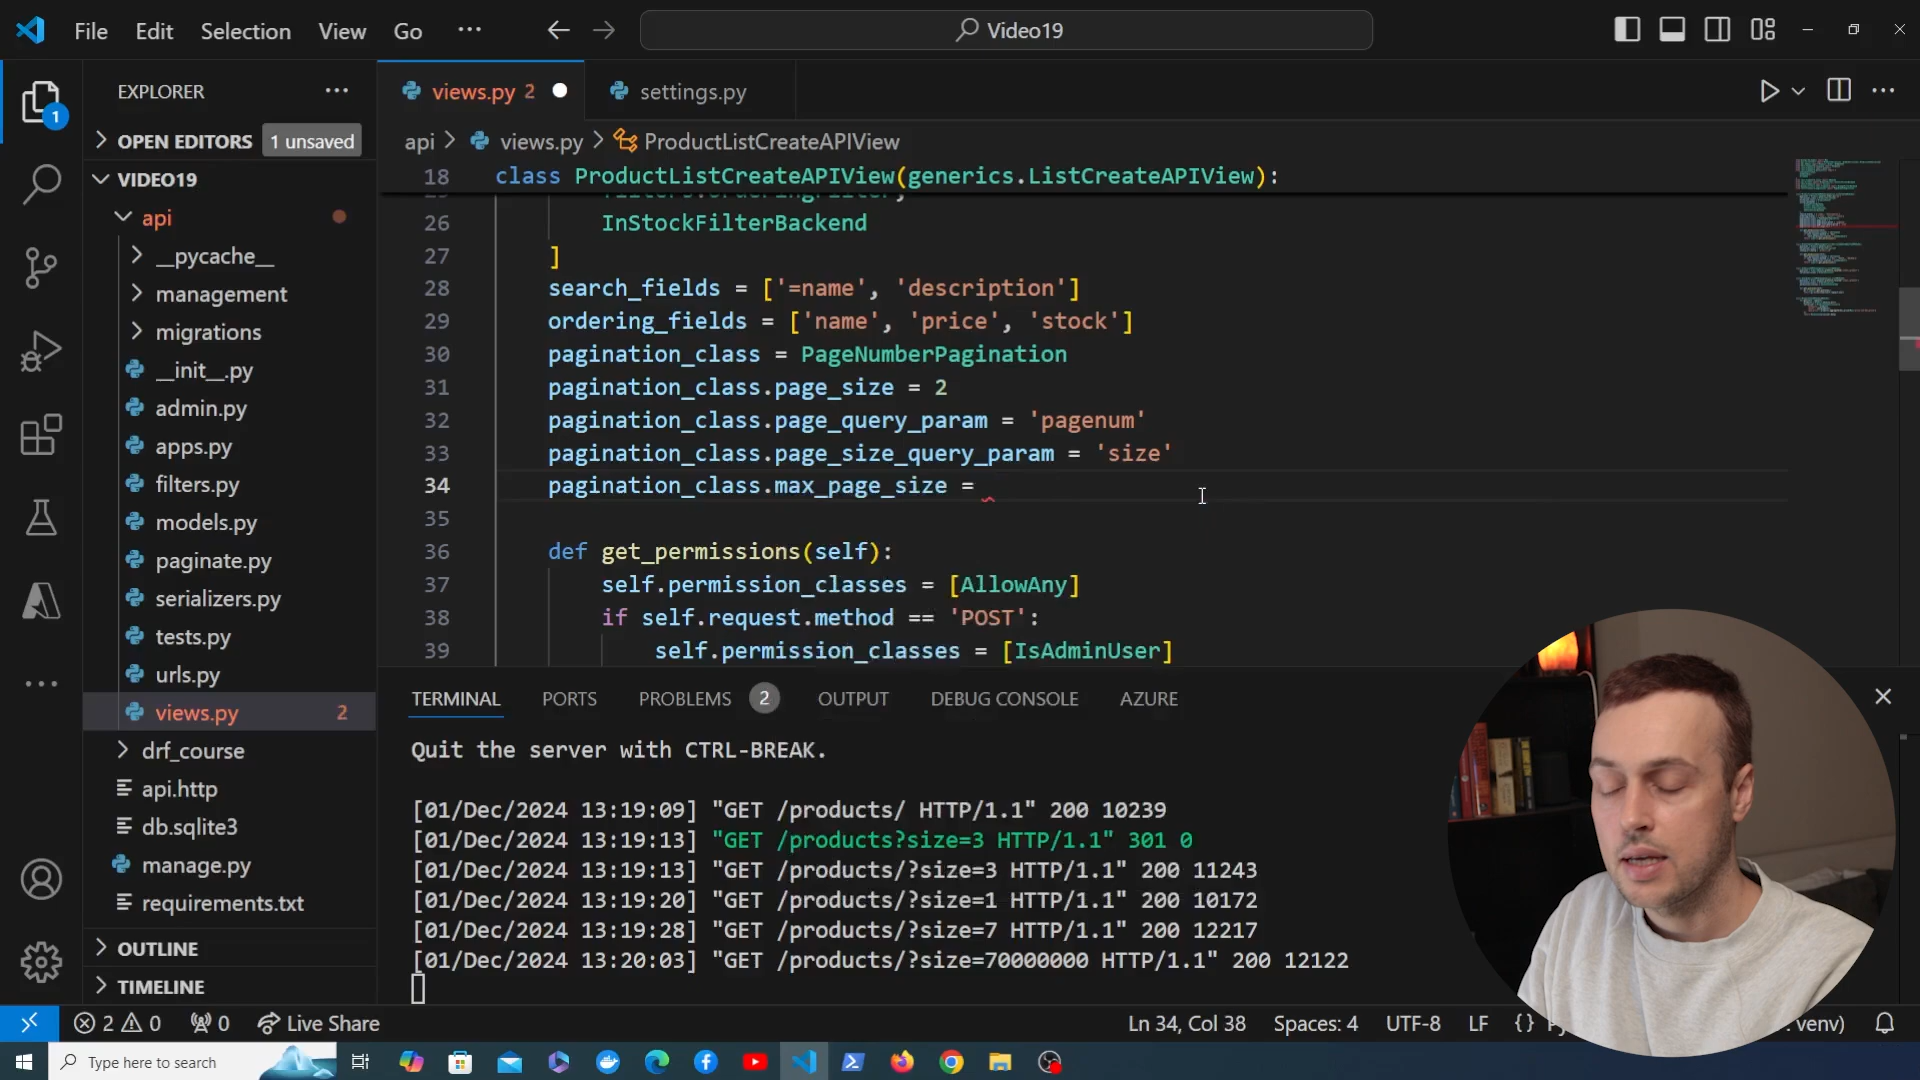 File Edit Selection View Go ··· Video19
EXPLORER
OPEN EDITORS 1 unsaved
VIDEO19
api
__pycache__
management
migrations
__init__.py
admin.py
apps.py
filters.py
models.py
paginate.py
serializers.py
tests.py
urls.py
views.py 2
drf_course
api.http
db.sqlite3
manage.py
requirements.txt
OUTLINE
TIMELINE
1
views.py 2
settings.py
api > views.py > ProductListCreateAPIView
18 class ProductListCreateAPIView(generics.ListCreateAPIView):
26 InStockFilterBackend
27 ]
28 search_fields = ['=name', 'description']
29 ordering_fields = ['name', 'price', 'stock']
30 pagination_class = PageNumberPagination
31 pagination_class.page_size = 2
32 pagination_class.page_query_param = 'pagenum'
33 pagination_class.page_size_query_param = 'size'
34 pagination_class.max_page_size =
35
36 def get_permissions(self):
37 self.permission_classes = [AllowAny]
38 if self.request.method == 'POST':
39 self.permission_classes = [IsAdminUser]
TERMINAL PORTS PROBLEMS 2 OUTPUT DEBUG CONSOLE AZURE
Quit the server with CTRL-BREAK.
[01/Dec/2024 13:19:09] "GET /products/ HTTP/1.1" 200 10239
[01/Dec/2024 13:19:13] "GET /products?size=3 HTTP/1.1" 301 0
[01/Dec/2024 13:19:13] "GET /products/?size=3 HTTP/1.1" 200 11243
[01/Dec/2024 13:19:20] "GET /products/?size=1 HTTP/1.1" 200 10172
[01/Dec/2024 13:19:28] "GET /products/?size=7 HTTP/1.1" 200 12217
[01/Dec/2024 13:20:03] "GET /products/?size=70000000 HTTP/1.1" 200 12122
2 0 0 Live Share Ln 34, Col 38 Spaces: 4 UTF-8 LF {} venv)
Type here to search